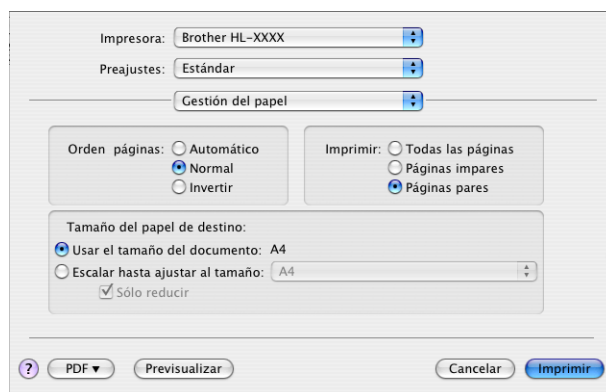 Impresora: Brother HL-XXXX
Preajustes: Estándar
Gestión del papel
Orden páginas: Automático
Normal
Invertir
Imprimir: Todas las páginas
Páginas impares
Páginas pares
Tamaño del papel de destino:
Usar el tamaño del documento: A4
Escalar hasta ajustar al tamaño: A4
Sólo reducir
? PDF▼ Previsualizar Cancelar Imprimir